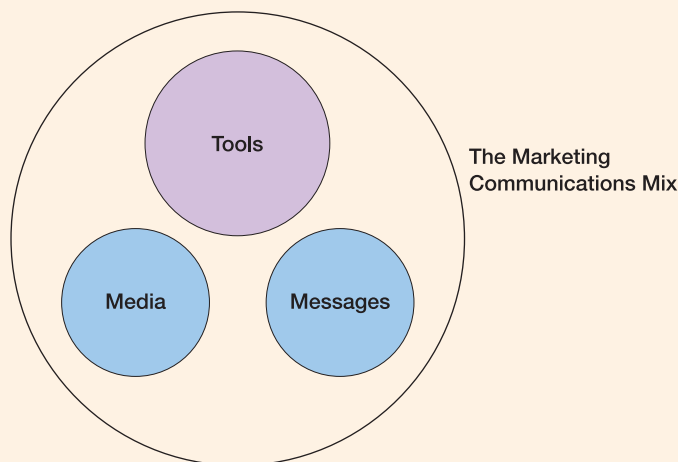 Tools
The Marketing
Communications Mix
Media
Messages